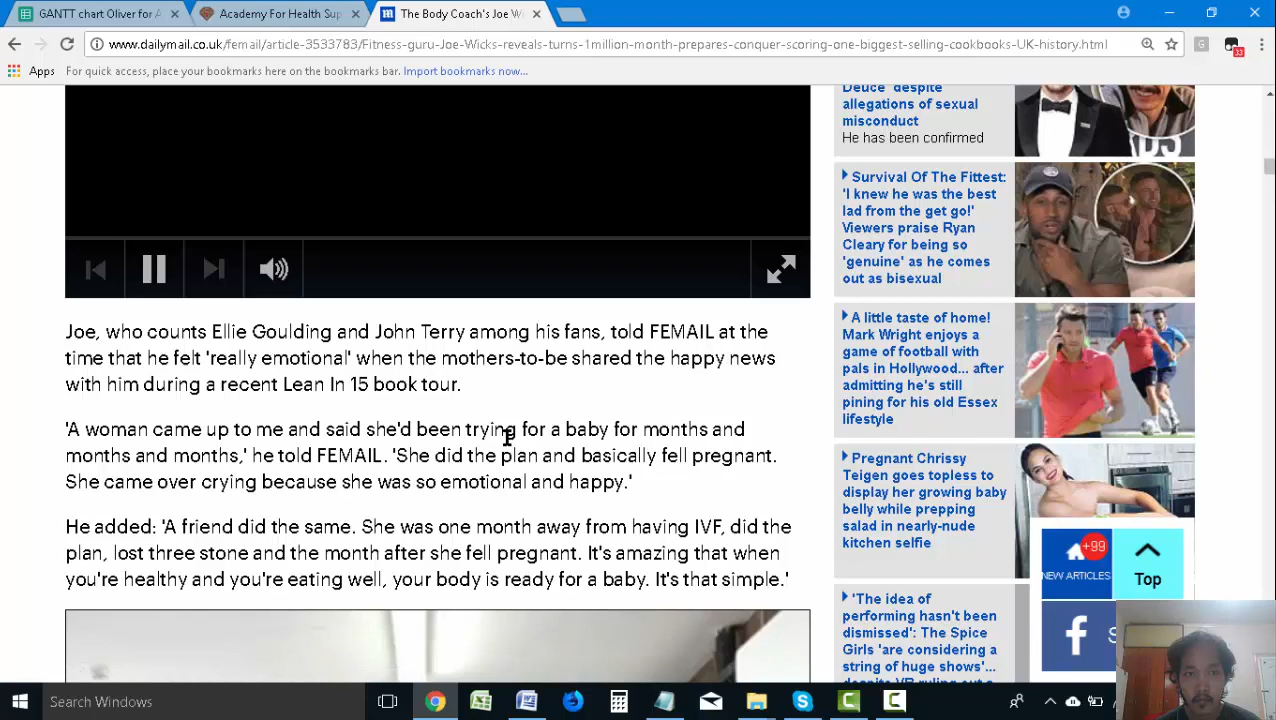 GANTT chart Oliver for A
Academy For Health Sup
The Body Coach's Joe Wi
www.dailymail.co.uk/femail/article-3533783/Fitness-guru-Joe-Wicks-reveals-turns-1million-month-prepares-conquer-scoring-one-biggest-selling-cookbooks-UK-history.html
G
33
Apps
For quick access, place your bookmarks here on the bookmarks bar. Import bookmarks now...
Joe, who counts Ellie Goulding and John Terry among his fans, told FEMAIL at the
time that he felt 'really emotional' when the mothers-to-be shared the happy news
with him during a recent Lean In 15 book tour.
'A woman came up to me and said she'd been trying for a baby for months and
months and months,' he told FEMAIL. 'She did the plan and basically fell pregnant.
She came over crying because she was so emotional and happy.'
He added: 'A friend did the same. She was one month away from having IVF, did the
plan, lost three stone and the month after she fell pregnant. It's amazing that when
you're healthy and you're eating well, your body is ready for a baby. It's that simple.'
Deuce' despite
allegations of sexual
misconduct
He has been confirmed
Survival Of The Fittest:
'I knew he was the best
lad from the get go!'
Viewers praise Ryan
Cleary for being so
'genuine' as he comes
out as bisexual
A little taste of home!
Mark Wright enjoys a
game of football with
pals in Hollywood... after
admitting he's still
pining for his old Essex
lifestyle
Pregnant Chrissy
Teigen goes topless to
display her growing baby
belly while prepping
salad in nearly-nude
kitchen selfie
'The idea of
performing hasn't been
dismissed': The Spice
Girls 'are considering a
string of huge shows'...
despite VB ruling out a
+99
NEW ARTICLES
Top
f S
Search Windows